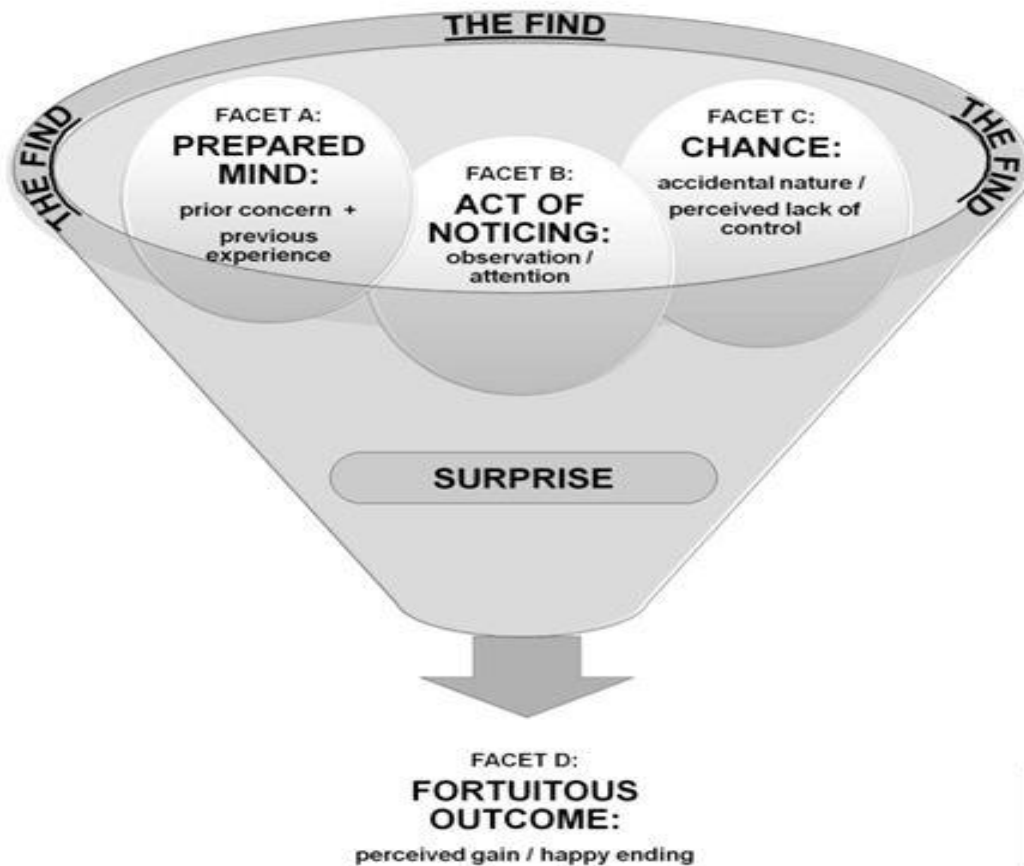 THE FIND
THE FIND
THE FIND
FACET A:
PREPARED
MIND:
prior concern +
previous
experience
FACET B:
ACT OF
NOTICING:
observation /
attention
FACET C:
CHANCE:
accidental nature /
perceived lack of
control
SURPRISE
FACET D:
FORTUITOUS
OUTCOME:
perceived gain / happy ending